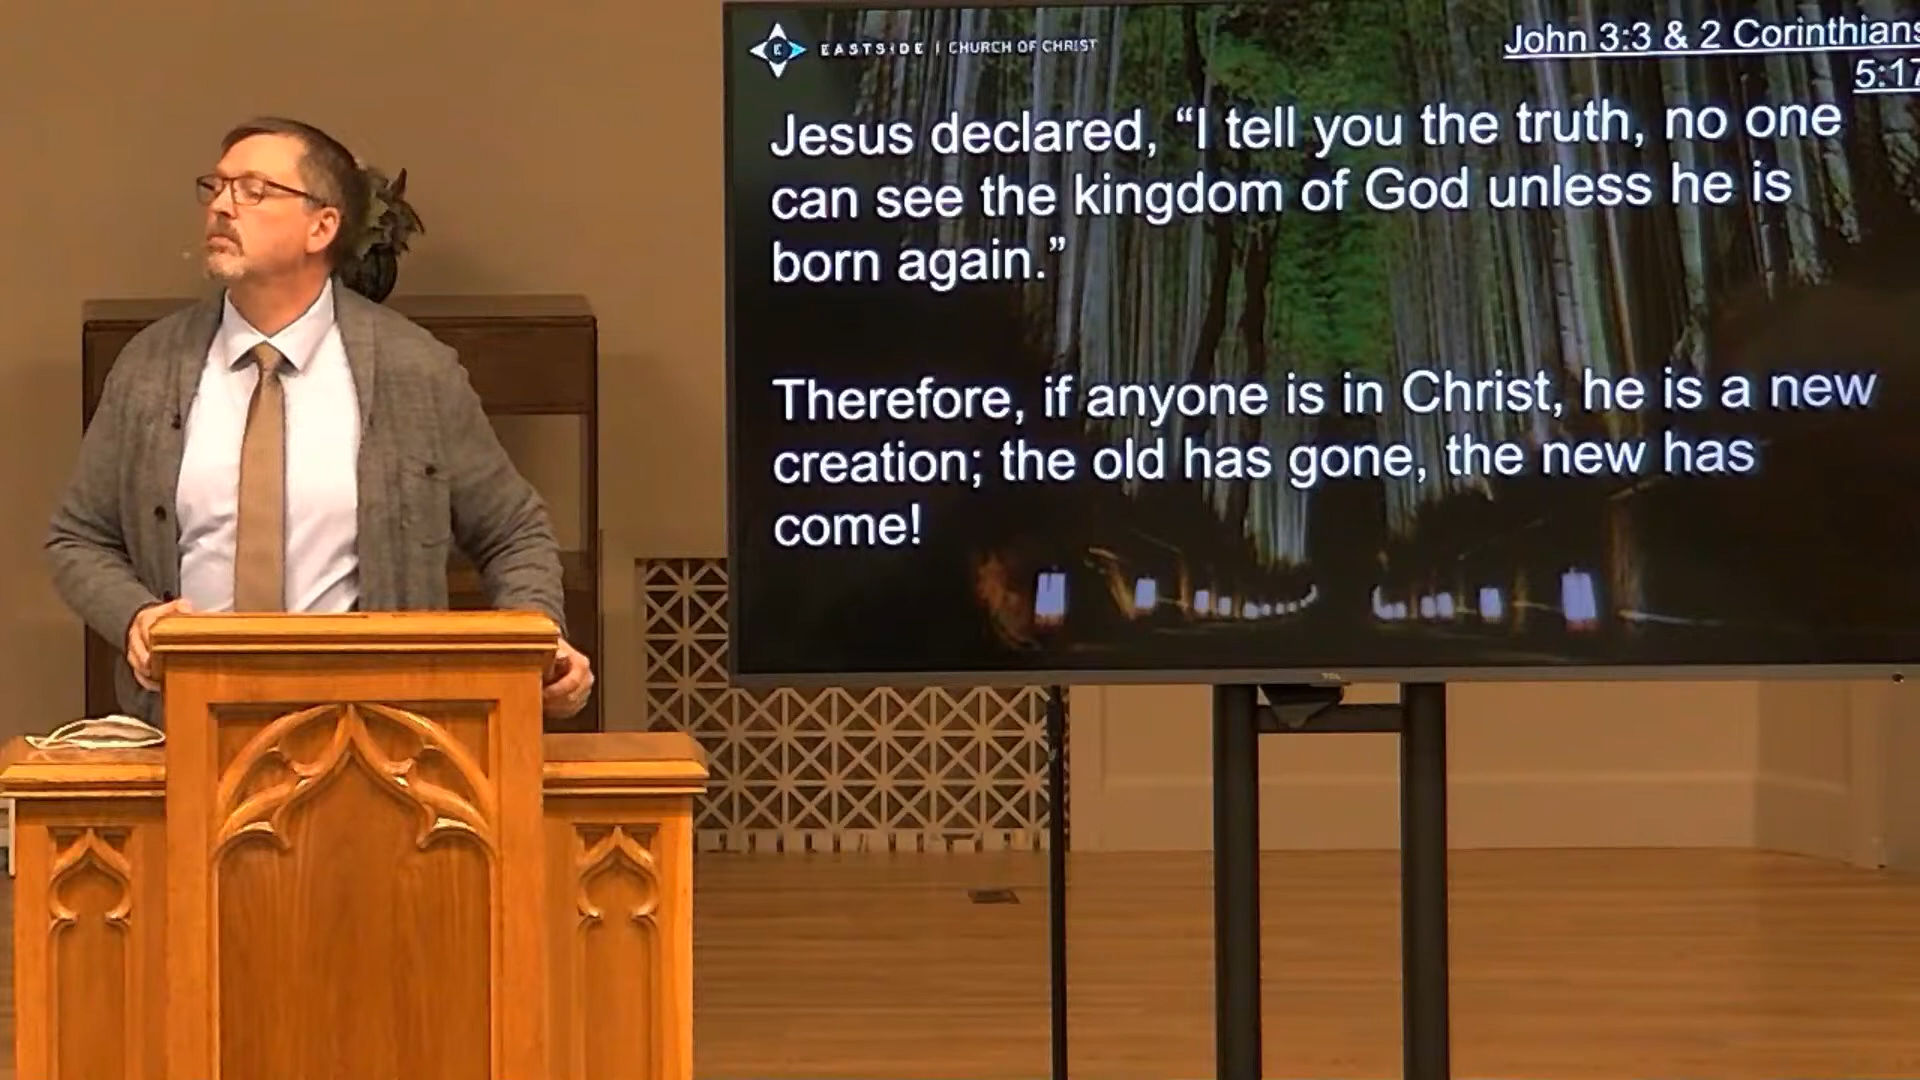 EASTSIDE | CHURCH OF CHRIST
John 3:3 & 2 Corinthians
5:17
Jesus declared, “I tell you the truth, no one
can see the kingdom of God unless he is
born again.”
Therefore, if anyone is in Christ, he is a new
creation; the old has gone, the new has
come!
TCL